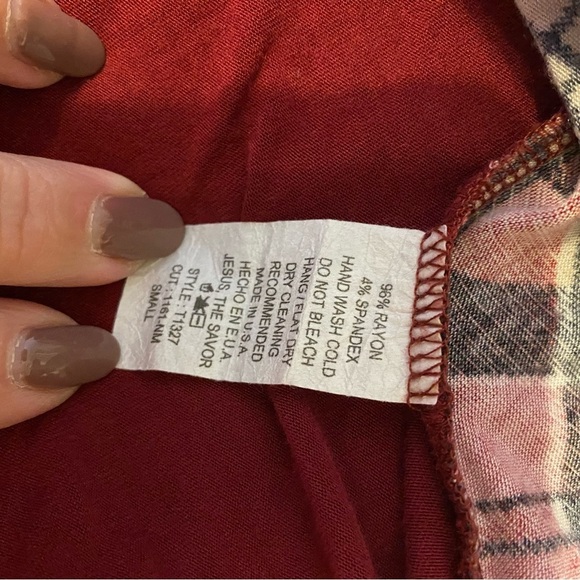 96% RAYON
4% SPANDEX
HAND WASH COLD
DO NOT BLEACH
HANG / FLAT DRY
DRY CLEANING
RECOMMENDED
MADE IN U.S.A
HECHO EN E.U.A.
JESUS, THE SAVOR
STYLE: T1327
CUT: 1161-NM
SMALL